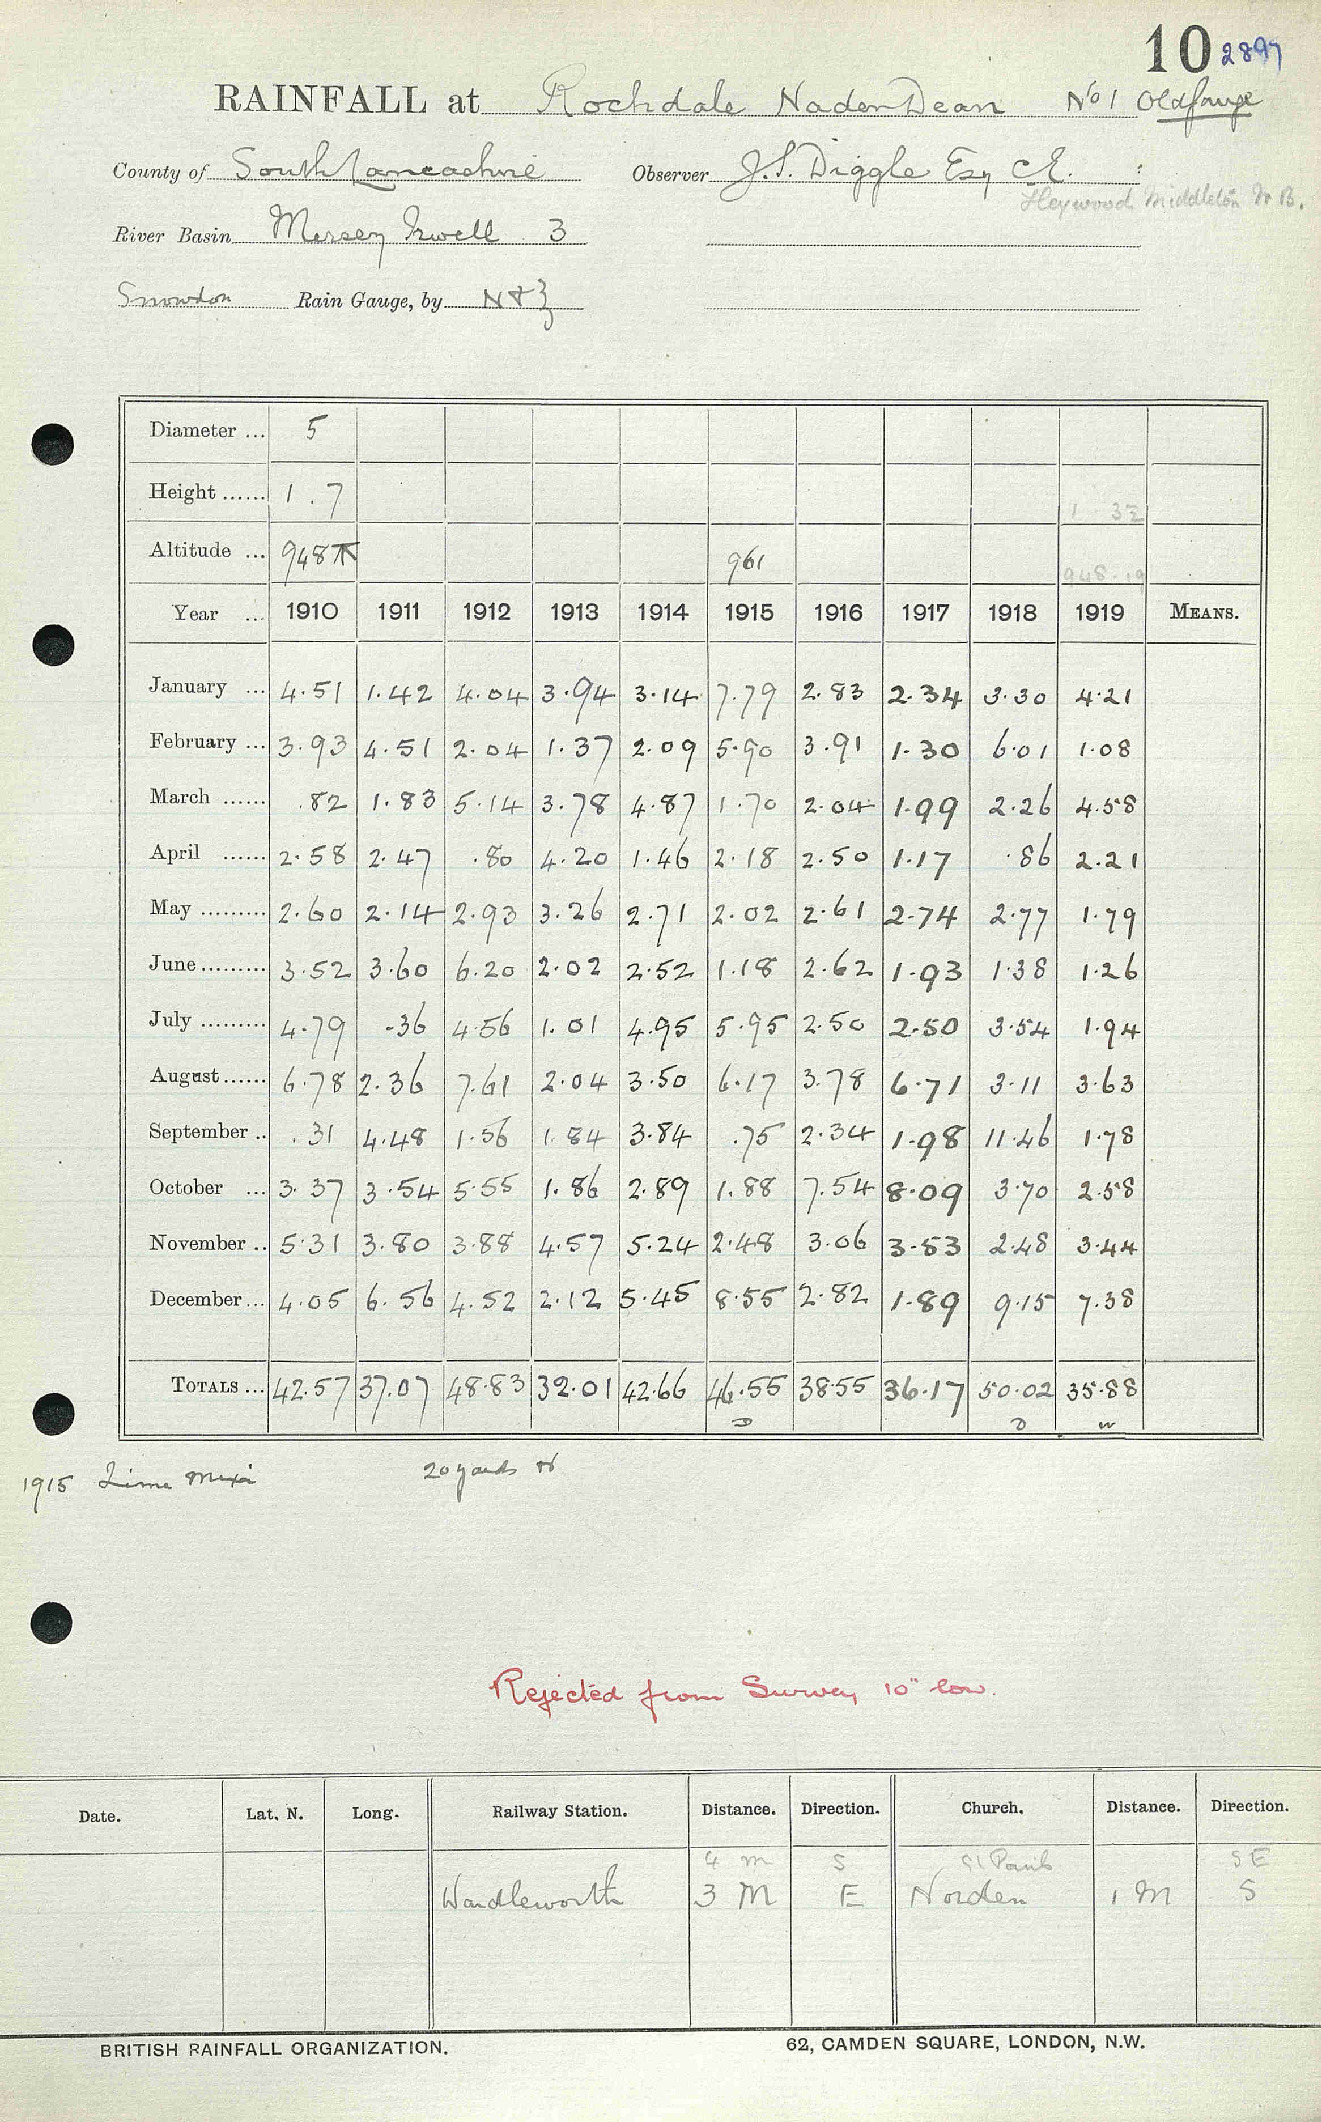 10 2897
RAINFALL at Rochdale Naden Dean No 1 Old Gauge
County of South Lancashire Observer J.S. Diggle Esq C.E.
Heywood Middleton W B.
River Basin Mersey Irwell 3
Snowdon Rain Gauge, by N & Z
Diameter ... 5
Height ...... 1 . 7 1 3½
Altitude ... 948 961 948.19
Year ... 1910 1911 1912 1913 1914 1915 1916 1917 1918 1919 MEANS.
January ... 4.51 1.42 4.04 3.94 3.14 7.79 2.83 2.34 3.30 4.21
February ... 3.93 4.51 2.04 1.37 2.09 5.90 3.91 1.30 6.01 1.08
March ...... .82 1.83 5.14 3.78 4.87 1.70 2.04 1.99 2.26 4.58
April ...... 2.58 2.47 .80 4.20 1.46 2.18 2.50 1.17 .86 2.21
May ......... 2.60 2.14 2.93 3.26 2.71 2.02 2.61 2.74 2.77 1.79
June ......... 3.52 3.60 6.20 2.02 2.52 1.18 2.62 1.93 1.38 1.26
July ......... 4.79 .36 4.56 1.01 4.95 5.95 2.50 2.50 3.54 1.94
August ...... 6.78 2.36 7.61 2.04 3.50 6.17 3.78 6.71 3.11 3.63
September .. .31 4.48 1.56 1.84 3.84 .75 2.34 1.98 11.46 1.78
October ... 3.37 3.54 5.55 1.86 2.89 1.88 7.54 8.09 3.70 2.58
November .. 5.31 3.80 3.88 4.57 5.24 2.48 3.06 3.53 2.48 3.44
December ... 4.05 6.56 4.52 2.12 5.45 8.55 2.82 1.89 9.15 7.38
TOTALS ... 42.57 37.07 48.83 32.01 42.66 46.55 38.55 36.17 50.02 35.88
D D W
1915 20 yards
Rejected from Survey 10" low.
Date. Lat. N. Long. Railway Station. Distance. Direction. Church. Distance. Direction.
4 m S St Pauls SE
Wardleworth 3 M E Norden 1 M S
BRITISH RAINFALL ORGANIZATION. 62, CAMDEN SQUARE, LONDON, N.W.